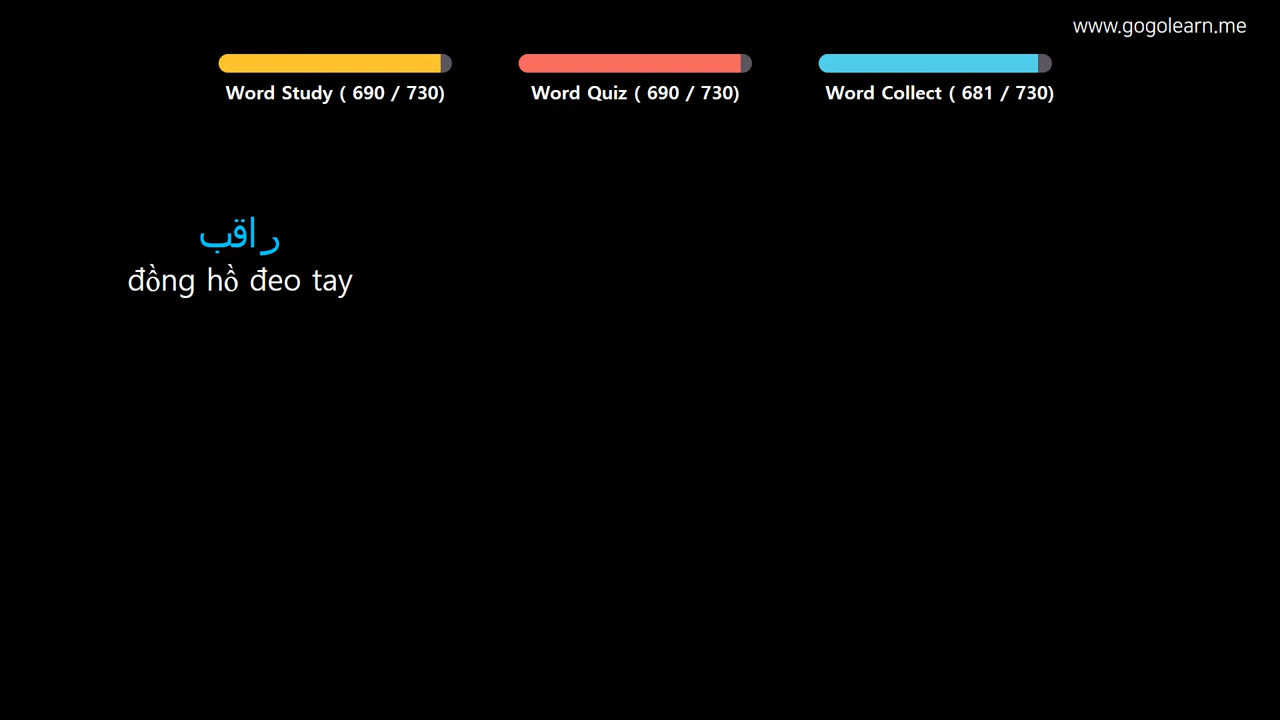 www.gogolearn.me
Word Study ( 690 / 730)
Word Quiz ( 690 / 730)
Word Collect ( 681 / 730)
راقب
đồng hồ đeo tay